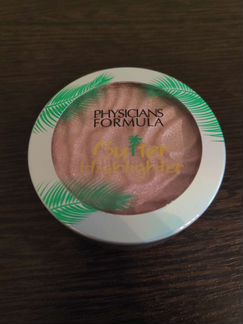 PHYSICIANS
FORMULA
Butter
Highlighter